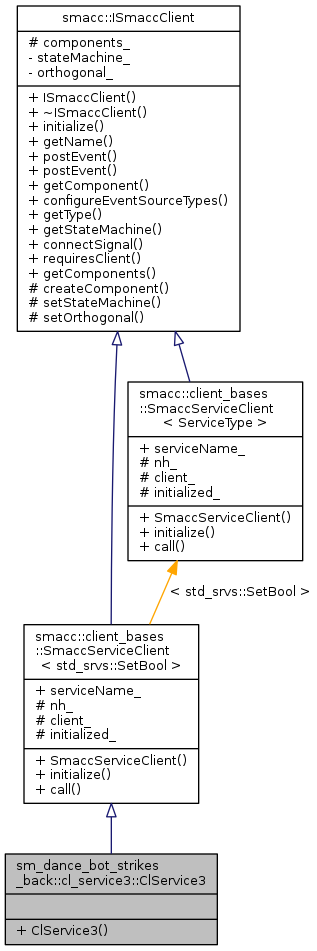 smacc::ISmaccClient
# components_
- stateMachine_
- orthogonal_
+ ISmaccClient()
+ ~ISmaccClient()
+ initialize()
+ getName()
+ postEvent()
+ postEvent()
+ getComponent()
+ configureEventSourceTypes()
+ getType()
+ getStateMachine()
+ connectSignal()
+ requiresClient()
+ getComponents()
# createComponent()
# setStateMachine()
# setOrthogonal()
smacc::client_bases
::SmaccServiceClient
< ServiceType >
+ serviceName_
# nh_
# client_
# initialized_
+ SmaccServiceClient()
+ initialize()
+ call()
< std_srvs::SetBool >
smacc::client_bases
::SmaccServiceClient
< std_srvs::SetBool >
+ serviceName_
# nh_
# client_
# initialized_
+ SmaccServiceClient()
+ initialize()
+ call()
sm_dance_bot_strikes
_back::cl_service3::ClService3
+ ClService3()